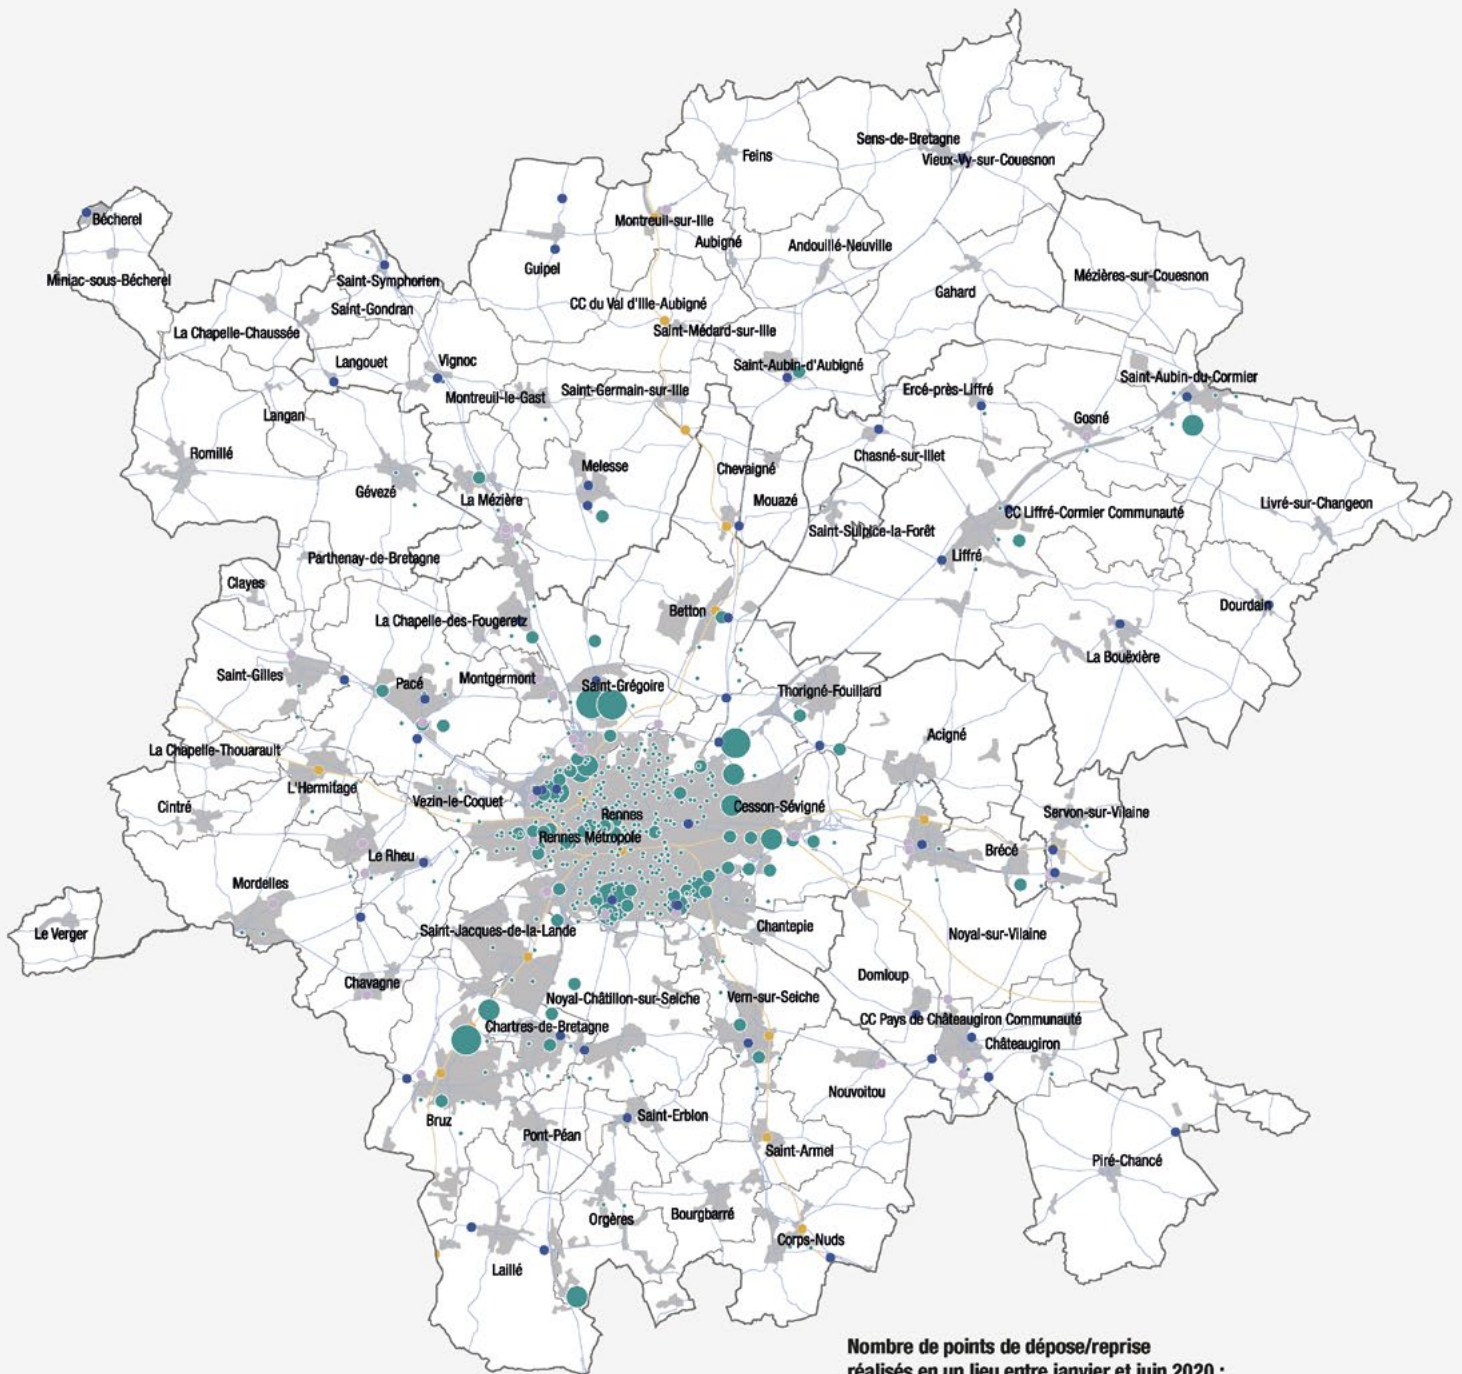 Sens-de-Bretagne
Feins
Vieux-Vy-sur-Couesnon
Bécherel
Montreuil-sur-Ille
Aubigné
Andouillé-Neuville
Guipel
Mézières-sur-Couesnon
Miniac-sous-Bécherel
Saint-Symphorien
Gahard
CC du Val d'Ille-Aubigné
Saint-Gondran
La Chapelle-Chaussée
Saint-Médard-sur-Ille
Langouet
Vignoc
Saint-Aubin-d'Aubigné
Saint-Aubin-du-Cormier
Montreuil-le-Gast
Saint-Germain-sur-Ille
Ercé-près-Liffré
Langan
Gosné
Romillé
Chasné-sur-Illet
Melesse
Chevaigné
Gévezé
La Mézière
Mouazé
Livré-sur-Changeon
CC Liffré-Cormier Communauté
Saint-Sulpice-la-Forêt
Parthenay-de-Bretagne
Liffré
Clayes
Dourdain
Betton
La Chapelle-des-Fougeretz
La Bouëxière
Saint-Gilles
Pacé
Montgermont
Saint-Grégoire
Thorigné-Fouillard
Acigné
La Chapelle-Thouarault
L'Hermitage
Vezin-le-Coquet
Cintré
Cesson-Sévigné
Servon-sur-Vilaine
Rennes
Rennes Métropole
Brécé
Le Rheu
Mordelles
Le Verger
Saint-Jacques-de-la-Lande
Chantepie
Noyal-sur-Vilaine
Domloup
Chavagne
Noyal-Châtillon-sur-Seiche
Vern-sur-Seiche
CC Pays de Châteaugiron Communauté
Chartres-de-Bretagne
Châteaugiron
Nouvoitou
Bruz
Saint-Erblon
Pont-Péan
Saint-Armel
Piré-Chancé
Orgères
Bourgbarré
Corps-Nuds
Laillé
Nombre de points de dépose/reprise
réalisés en un lieu entre janvier et juin 2020 :